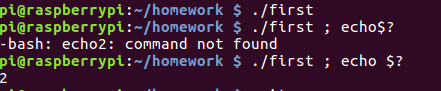 pi@raspberrypi:~/homework $ ./first
pi@raspberrypi:~/homework $ ./first ; echo$?
-bash: echo2: command not found
pi@raspberrypi:~/homework $ ./first ; echo $?
2